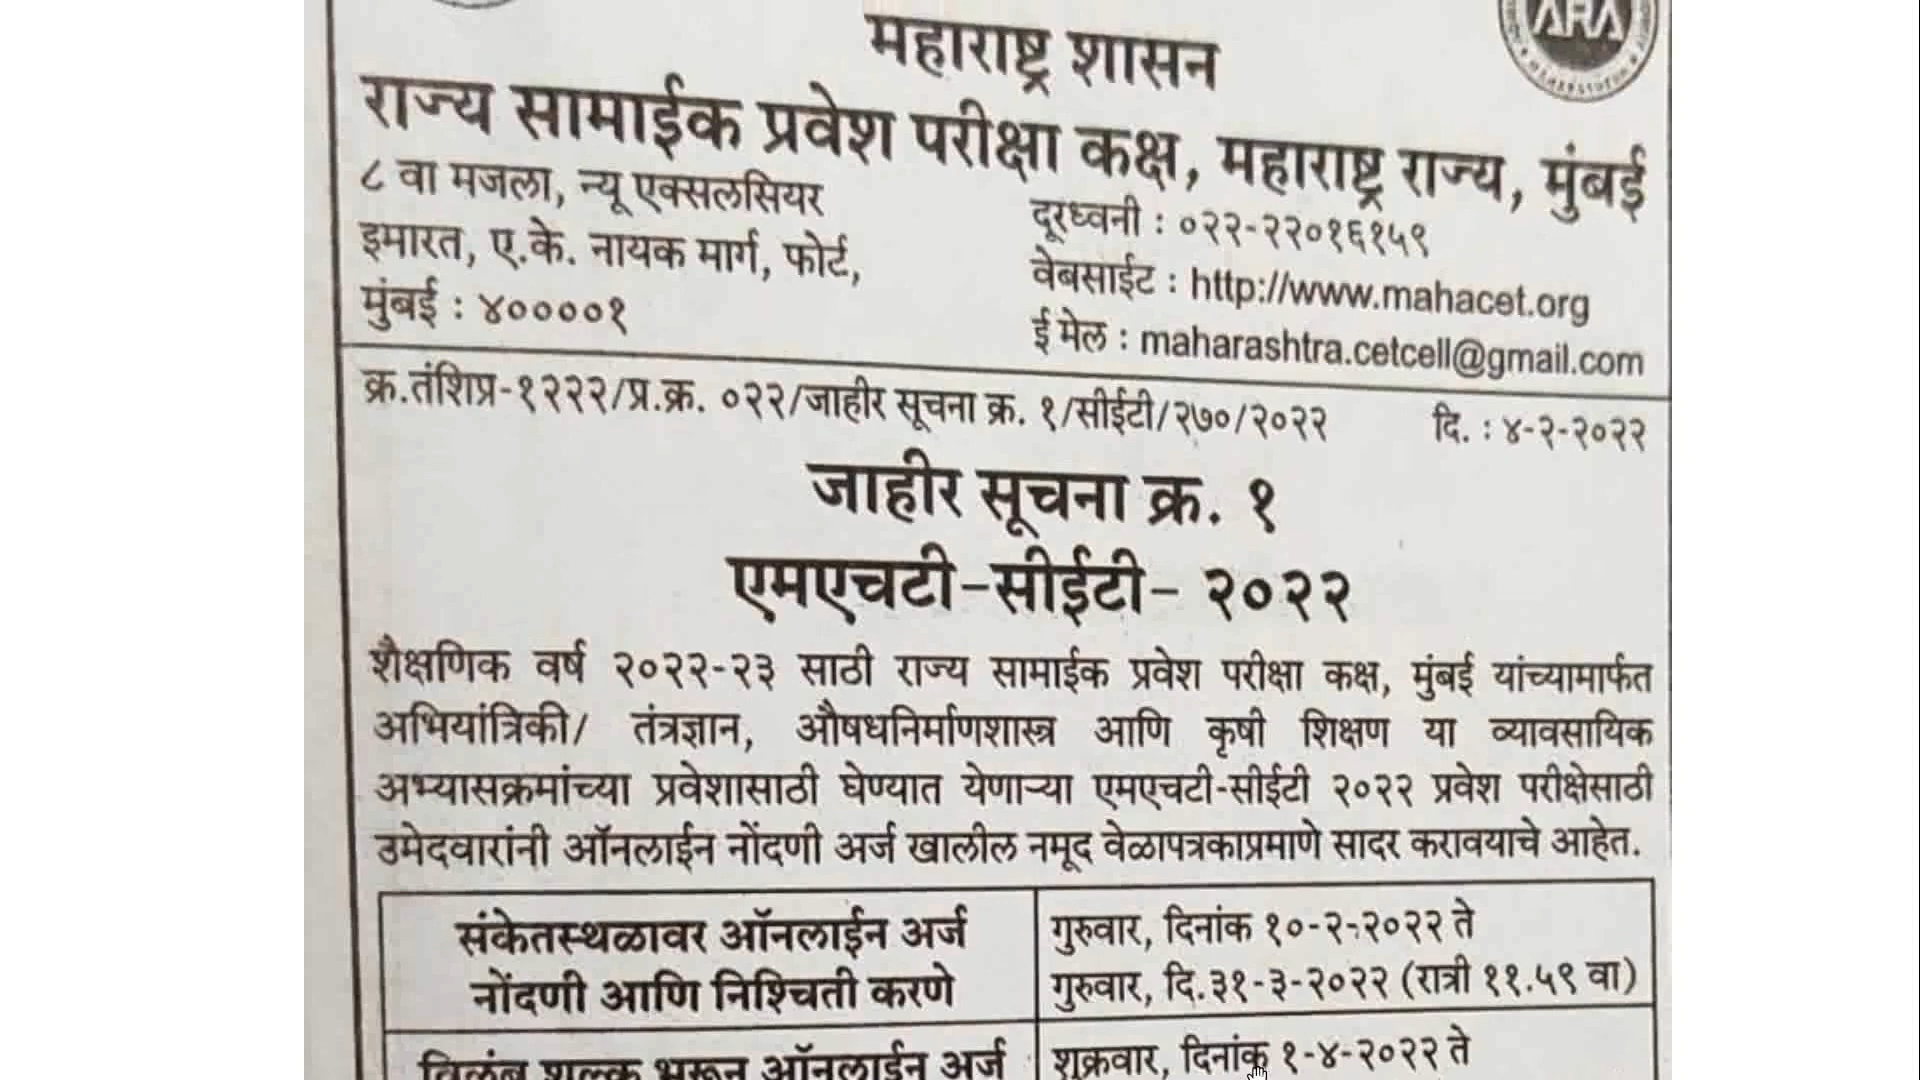 महाराष्ट्र शासन
राज्य सामाईक प्रवेश परीक्षा कक्ष, महाराष्ट्र राज्य, मुंबई
८ वा मजला, न्यू एक्सलसियर
इमारत, ए.के. नायक मार्ग, फोर्ट,
मुंबई : ४००००१
दूरध्वनी : ०२२-२२०१६१५९
वेबसाईट : http://www.mahacet.org
ई मेल : maharashtra.cetcell@gmail.com
क्र.तंशिप्र-१२२२/प्र.क्र. ०२२/जाहीर सूचना क्र. १/सीईटी/२७०/२०२२ दि. : ४-२-२०२२
जाहीर सूचना क्र. १
एमएचटी-सीईटी- २०२२
शैक्षणिक वर्ष २०२२-२३ साठी राज्य सामाईक प्रवेश परीक्षा कक्ष, मुंबई यांच्यामार्फत
अभियांत्रिकी/ तंत्रज्ञान, औषधनिर्माणशास्त्र आणि कृषी शिक्षण या व्यावसायिक
अभ्यासक्रमांच्या प्रवेशासाठी घेण्यात येणाऱ्या एमएचटी-सीईटी २०२२ प्रवेश परीक्षेसाठी
उमेदवारांनी ऑनलाईन नोंदणी अर्ज खालील नमूद वेळापत्रकाप्रमाणे सादर करावयाचे आहेत.
संकेतस्थळावर ऑनलाईन अर्ज
नोंदणी आणि निश्चिती करणे
गुरुवार, दिनांक १०-२-२०२२ ते
गुरुवार, दि.३१-३-२०२२ (रात्री ११.५९ वा)
विलंब शुल्क भरून ऑनलाईन अर्ज
शुक्रवार, दिनांक १-४-२०२२ ते